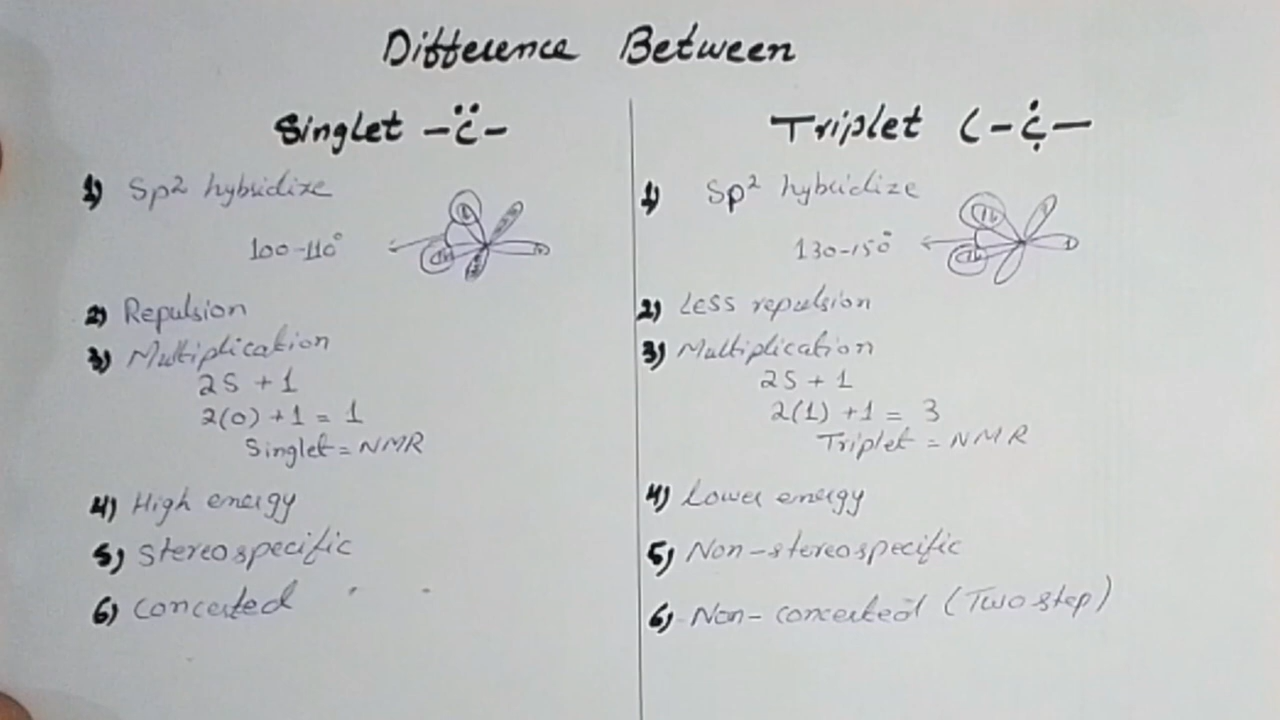 Difference Between
Singlet –C̈–
1) Sp² hybridize
100-110°
2) Repulsion
3) Multiplication
2S + 1
2(0) + 1 = 1
Singlet = NMR
4) High energy
5) Stereospecific
6) Concerted
Triplet (–Ċ̣–
1) Sp² hybridize
130-150°
2) Less repulsion
3) Multiplication
2S + 1
2(1) + 1 = 3
Triplet = NMR
4) Lower energy
5) Non-stereospecific
6) Non-concerted (Two step)